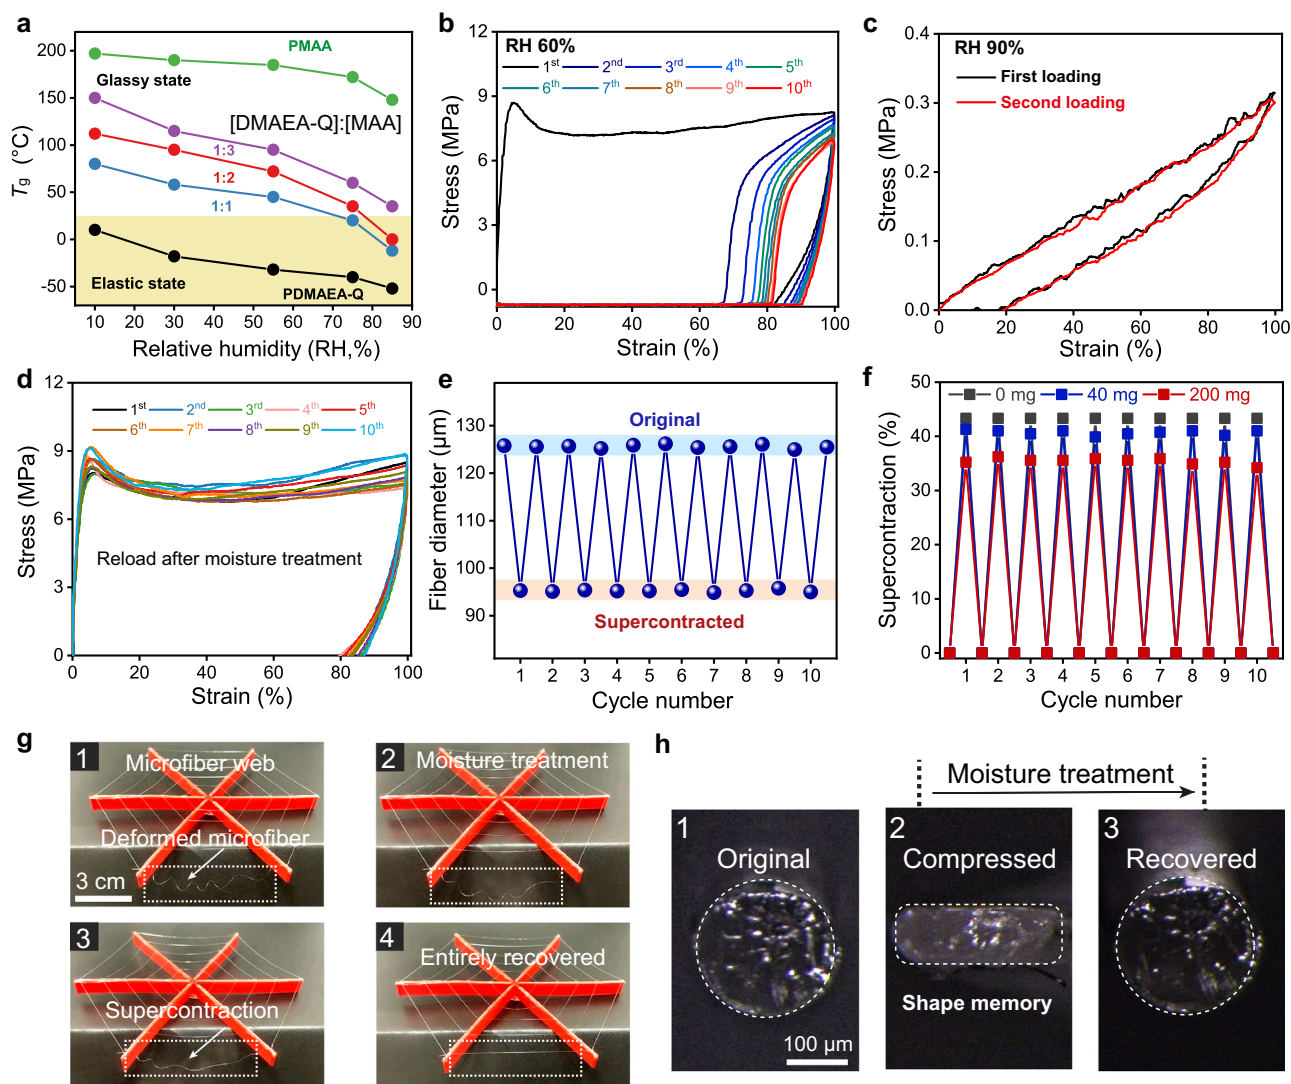 a
200
150
100
50
0
-50
Tg (°C)
PMAA
Glassy state
[DMAEA-Q]:[MAA]
1:3
1:2
1:1
Elastic state
PDMAEA-Q
10 20 30 40 50 60 70 80 90
Relative humidity (RH,%)
b
12
9
6
3
0
Stress (MPa)
RH 60%
1st 2nd 3rd 4th 5th
6th 7th 8th 9th 10th
0 20 40 60 80 100
Strain (%)
c
0.4
0.3
0.2
0.1
0.0
Stress (MPa)
RH 90%
First loading
Second loading
0 20 40 60 80 100
Strain (%)
d
12
9
6
3
0
Stress (MPa)
1st 2nd 3rd 4th 5th
6th 7th 8th 9th 10th
Reload after moisture treatment
0 20 40 60 80 100
Strain (%)
e
130
120
110
100
90
Fiber diameter (µm)
Original
Supercontracted
1 2 3 4 5 6 7 8 9 10
Cycle number
f
50
40
30
20
10
0
Supercontraction (%)
0 mg 40 mg 200 mg
1 2 3 4 5 6 7 8 9 10
Cycle number
g
1
Microfiber web
Deformed microfiber
3 cm
2
Moisture treatment
3
Supercontraction
4
Entirely recovered
h
Moisture treatment
1
Original
100 µm
2
Compressed
Shape memory
3
Recovered